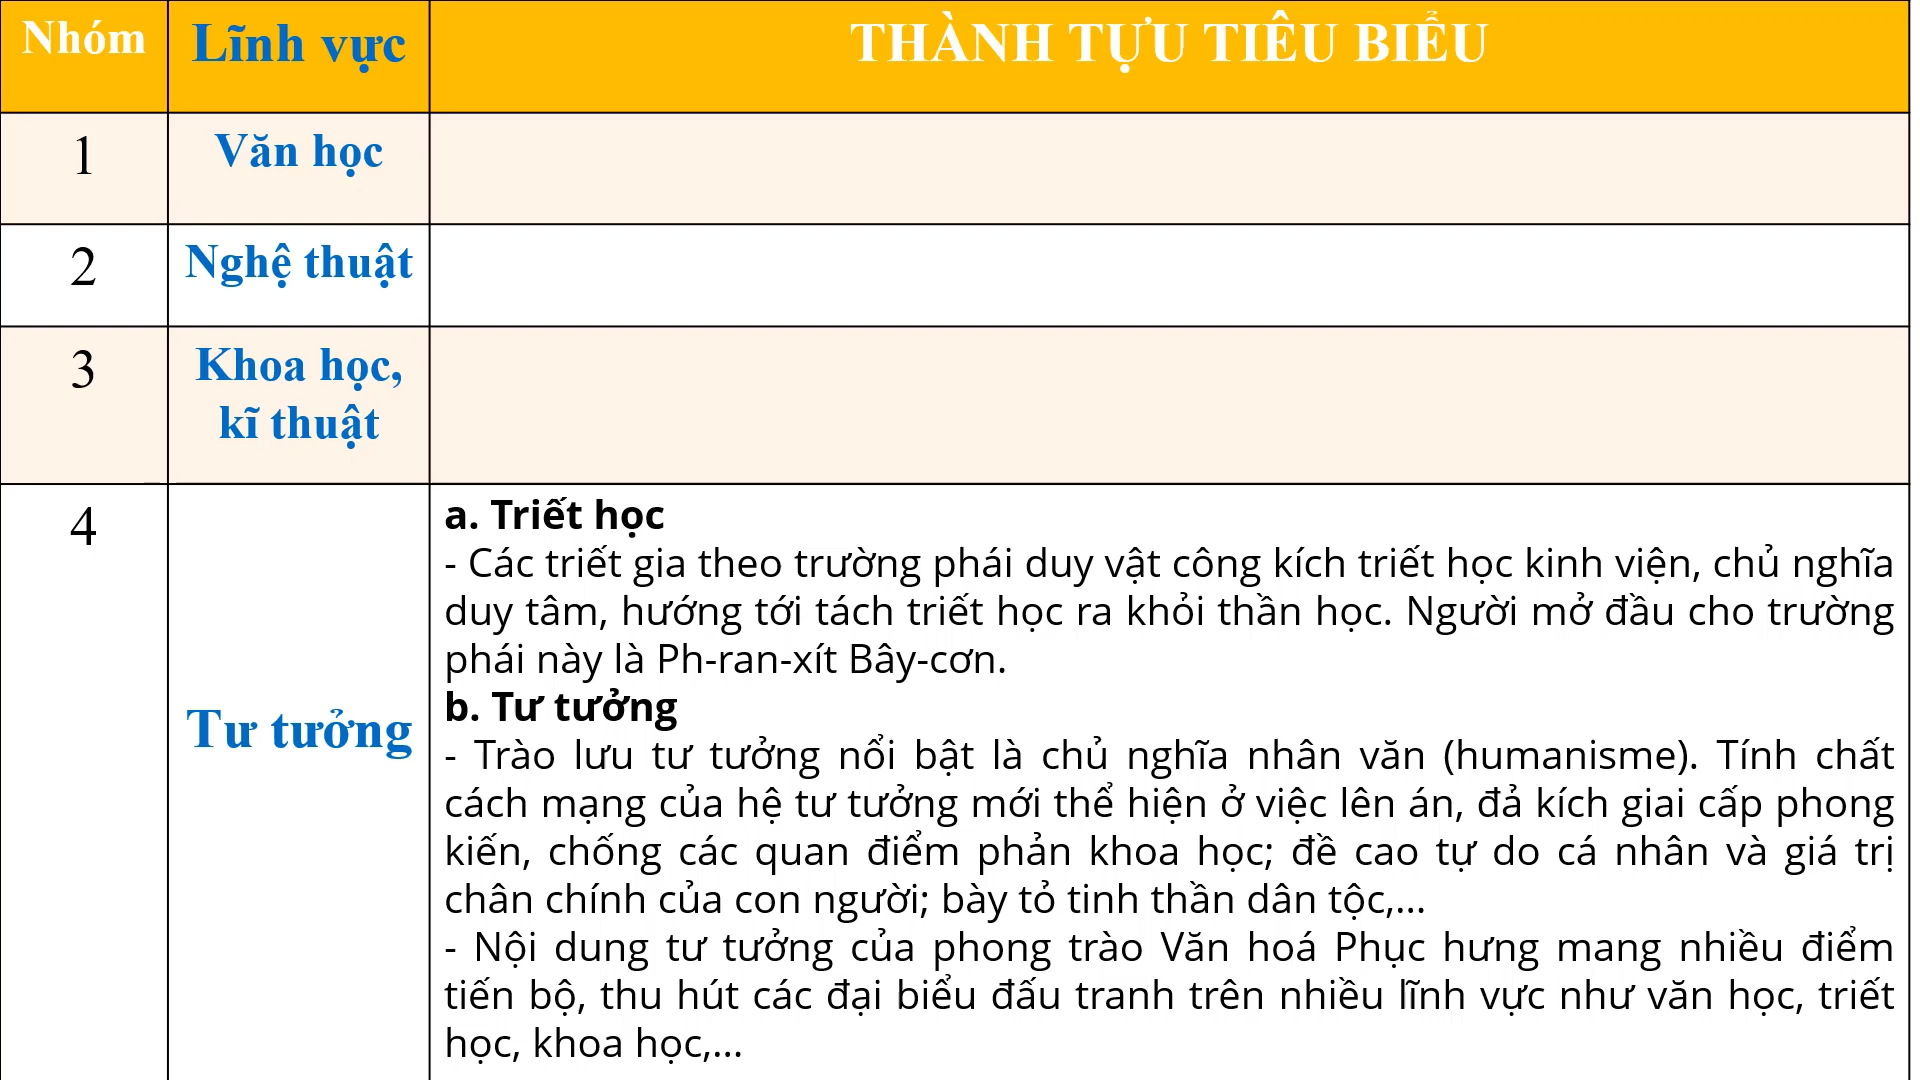 Nhóm Lĩnh vực THÀNH TỰU TIÊU BIỂU
1 Văn học
2 Nghệ thuật
3 Khoa học,
kĩ thuật
4
Tư tưởng
a. Triết học
- Các triết gia theo trường phái duy vật công kích triết học kinh viện, chủ nghĩa
duy tâm, hướng tới tách triết học ra khỏi thần học. Người mở đầu cho trường
phái này là Ph-ran-xít Bây-cơn.
b. Tư tưởng
- Trào lưu tư tưởng nổi bật là chủ nghĩa nhân văn (humanisme). Tính chất
cách mạng của hệ tư tưởng mới thể hiện ở việc lên án, đả kích giai cấp phong
kiến, chống các quan điểm phản khoa học; đề cao tự do cá nhân và giá trị
chân chính của con người; bày tỏ tinh thần dân tộc,...
- Nội dung tư tưởng của phong trào Văn hoá Phục hưng mang nhiều điểm
tiến bộ, thu hút các đại biểu đấu tranh trên nhiều lĩnh vực như văn học, triết
học, khoa học,...